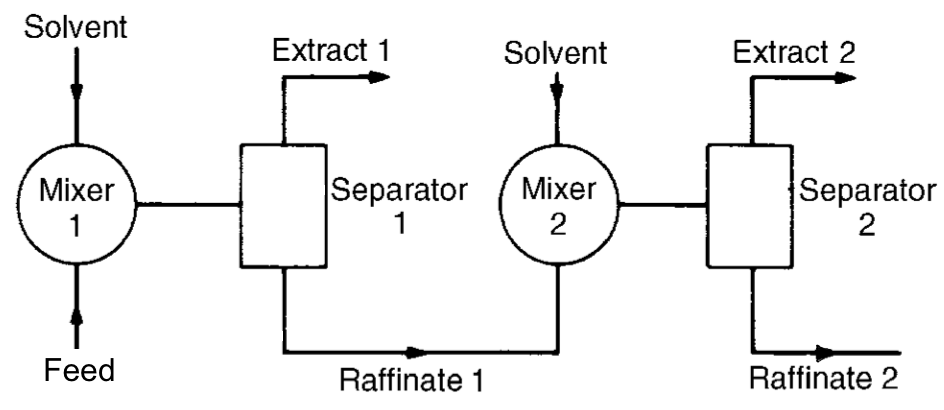 Solvent
Extract 1
Solvent
Extract 2
Mixer
1
Separator
1
Mixer
2
Separator
2
Feed
Raffinate 1
Raffinate 2